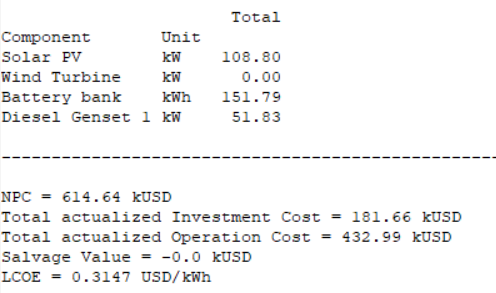 Total
Component Unit
Solar PV kW 108.80
Wind Turbine kW 0.00
Battery bank kWh 151.79
Diesel Genset 1 kW 51.83
--------------------------------------------------
NPC = 614.64 kUSD
Total actualized Investment Cost = 181.66 kUSD
Total actualized Operation Cost = 432.99 kUSD
Salvage Value = -0.0 kUSD
LCOE = 0.3147 USD/kWh